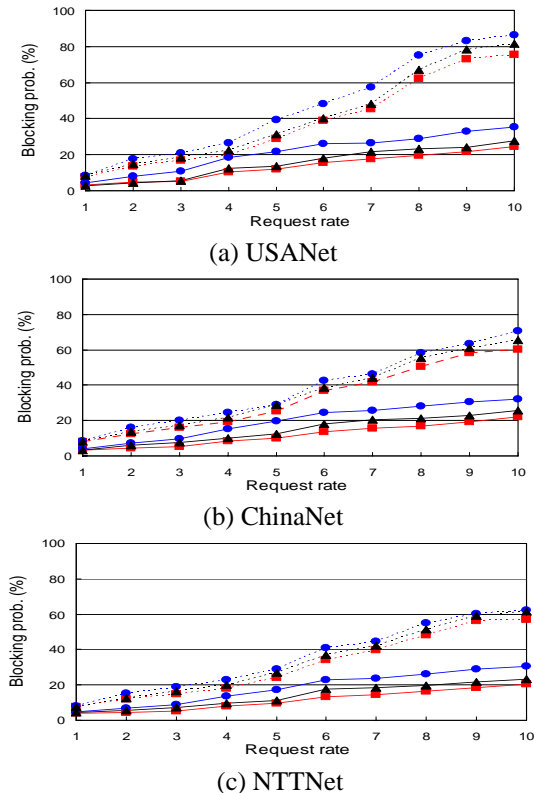 100
80
60
40
20
0
Blocking prob. (%)
1 2 3 4 5 6 7 8 9 10
Request rate
(a) USANet
100
80
60
40
20
0
Blocking prob. (%)
1 2 3 4 5 6 7 8 9 10
Request rate
(b) ChinaNet
100
80
60
40
20
0
Blocking prob. (%)
1 2 3 4 5 6 7 8 9 10
Request rate
(c) NTTNet